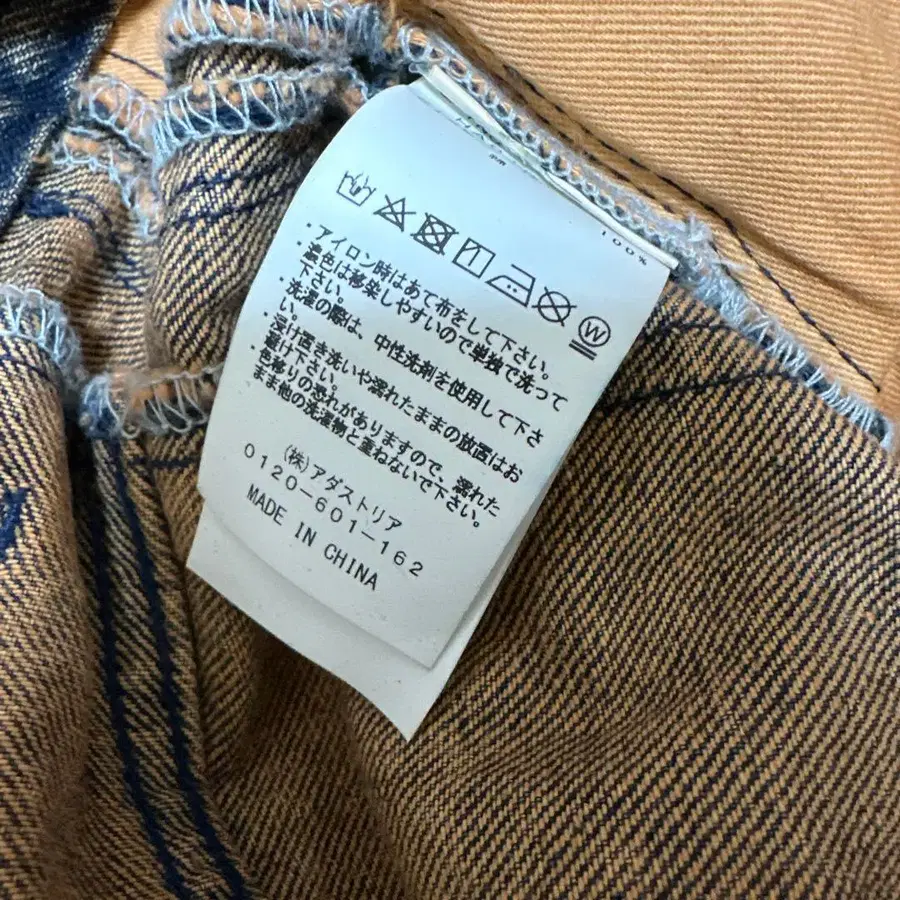 100%
W
・アイロン時はあて布をして下さい。
・濃色は移染しやすいので単独で洗って
下さい。
・洗濯の際は、中性洗剤を使用して下さ
い。
・浸け置き洗いや濡れたままの放置はお
避け下さい。
色移りの恐れがありますので、濡れた
まま他の洗濯物と重ねないで下さい。
(株)アダストリア
0120-601-162
MADE IN CHINA